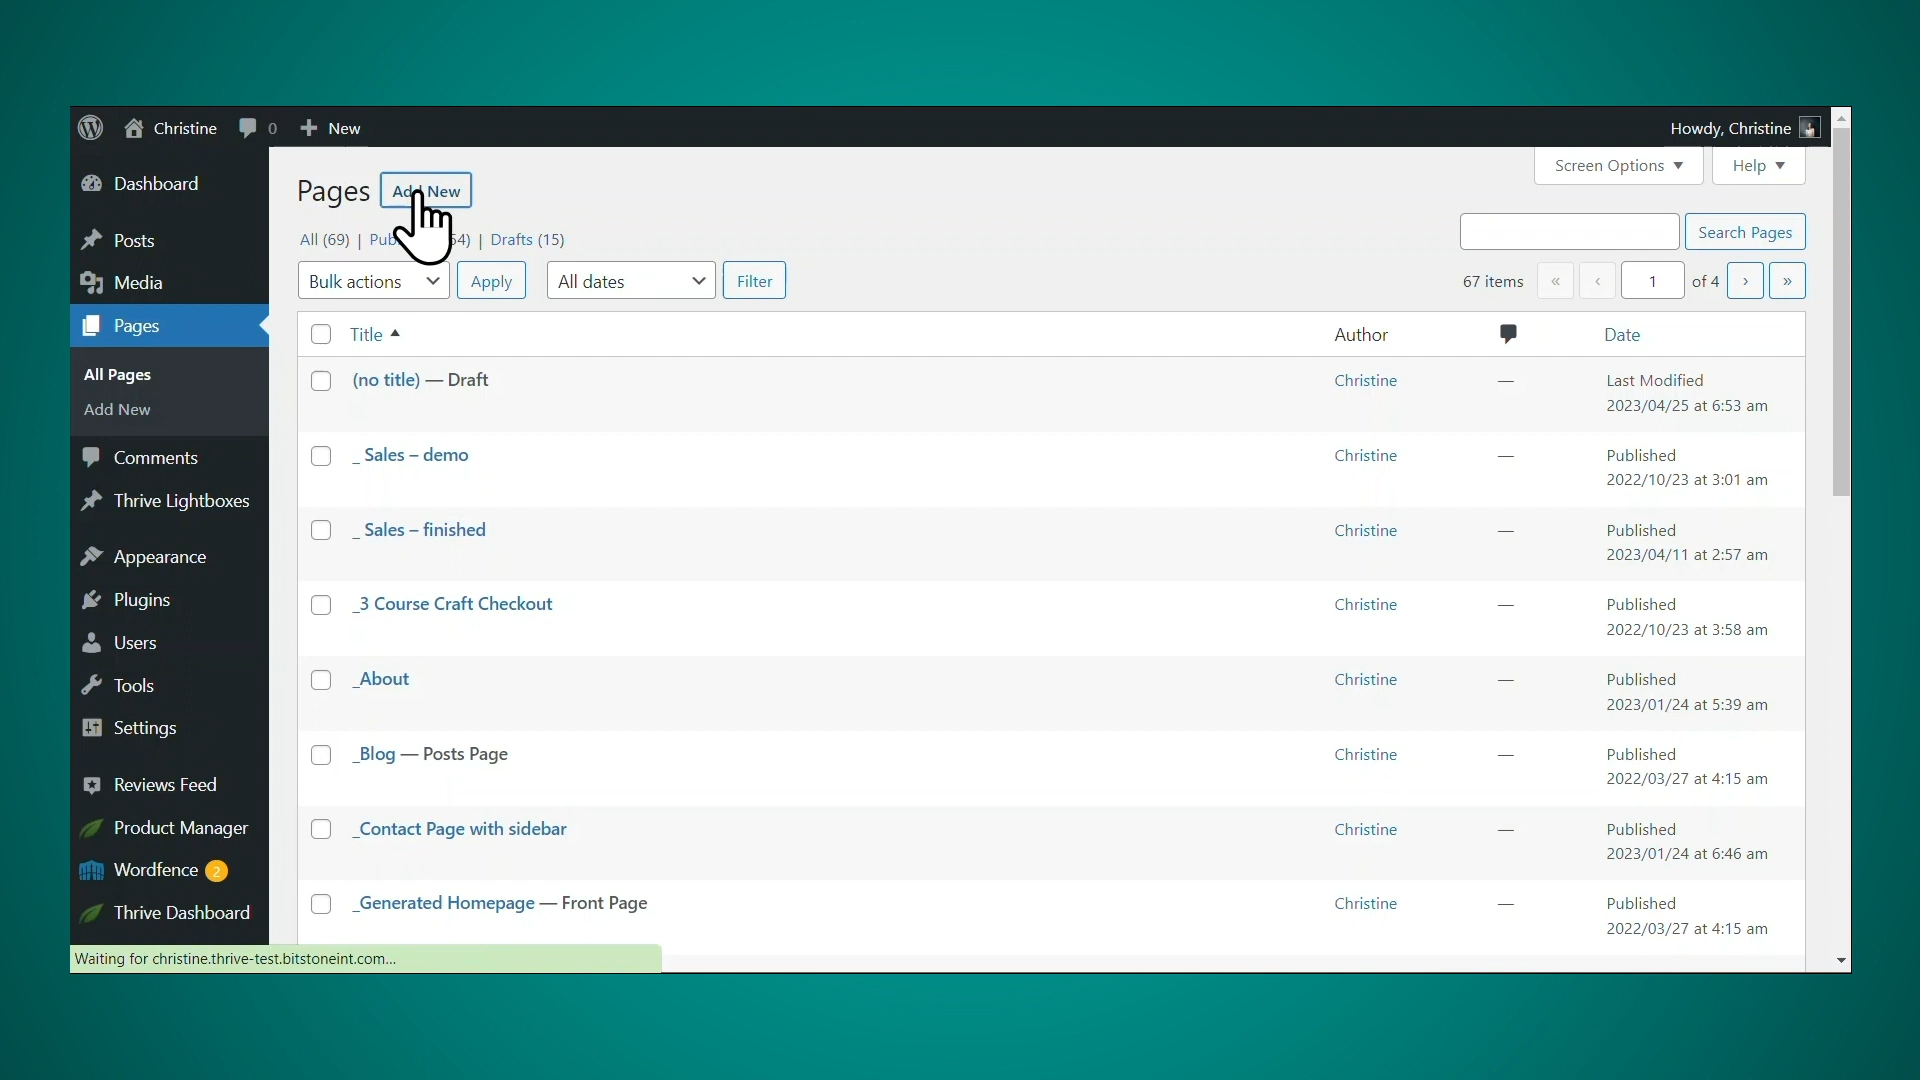 Christine 0 New Howdy, Christine
Screen Options Help
Dashboard
Posts
Media
Pages
All Pages
Add New
Comments
Thrive Lightboxes
Appearance
Plugins
Users
Tools
Settings
Reviews Feed
Product Manager
Wordfence 2
Thrive Dashboard
Pages Add New
All (69) | Drafts (15)
Search Pages
Bulk actions Apply All dates Filter 67 items « ‹ 1 of 4 › »
Title Author Date
(no title) — Draft Christine — Last Modified
2023/04/25 at 6:53 am
_ Sales – demo Christine — Published
2022/10/23 at 3:01 am
_ Sales – finished Christine — Published
2023/04/11 at 2:57 am
_3 Course Craft Checkout Christine — Published
2022/10/23 at 3:58 am
_About Christine — Published
2023/01/24 at 5:39 am
_Blog — Posts Page Christine — Published
2022/03/27 at 4:15 am
_Contact Page with sidebar Christine — Published
2023/01/24 at 6:46 am
_Generated Homepage — Front Page Christine — Published
2022/03/27 at 4:15 am
Waiting for christine.thrive-test.bitstoneint.com...